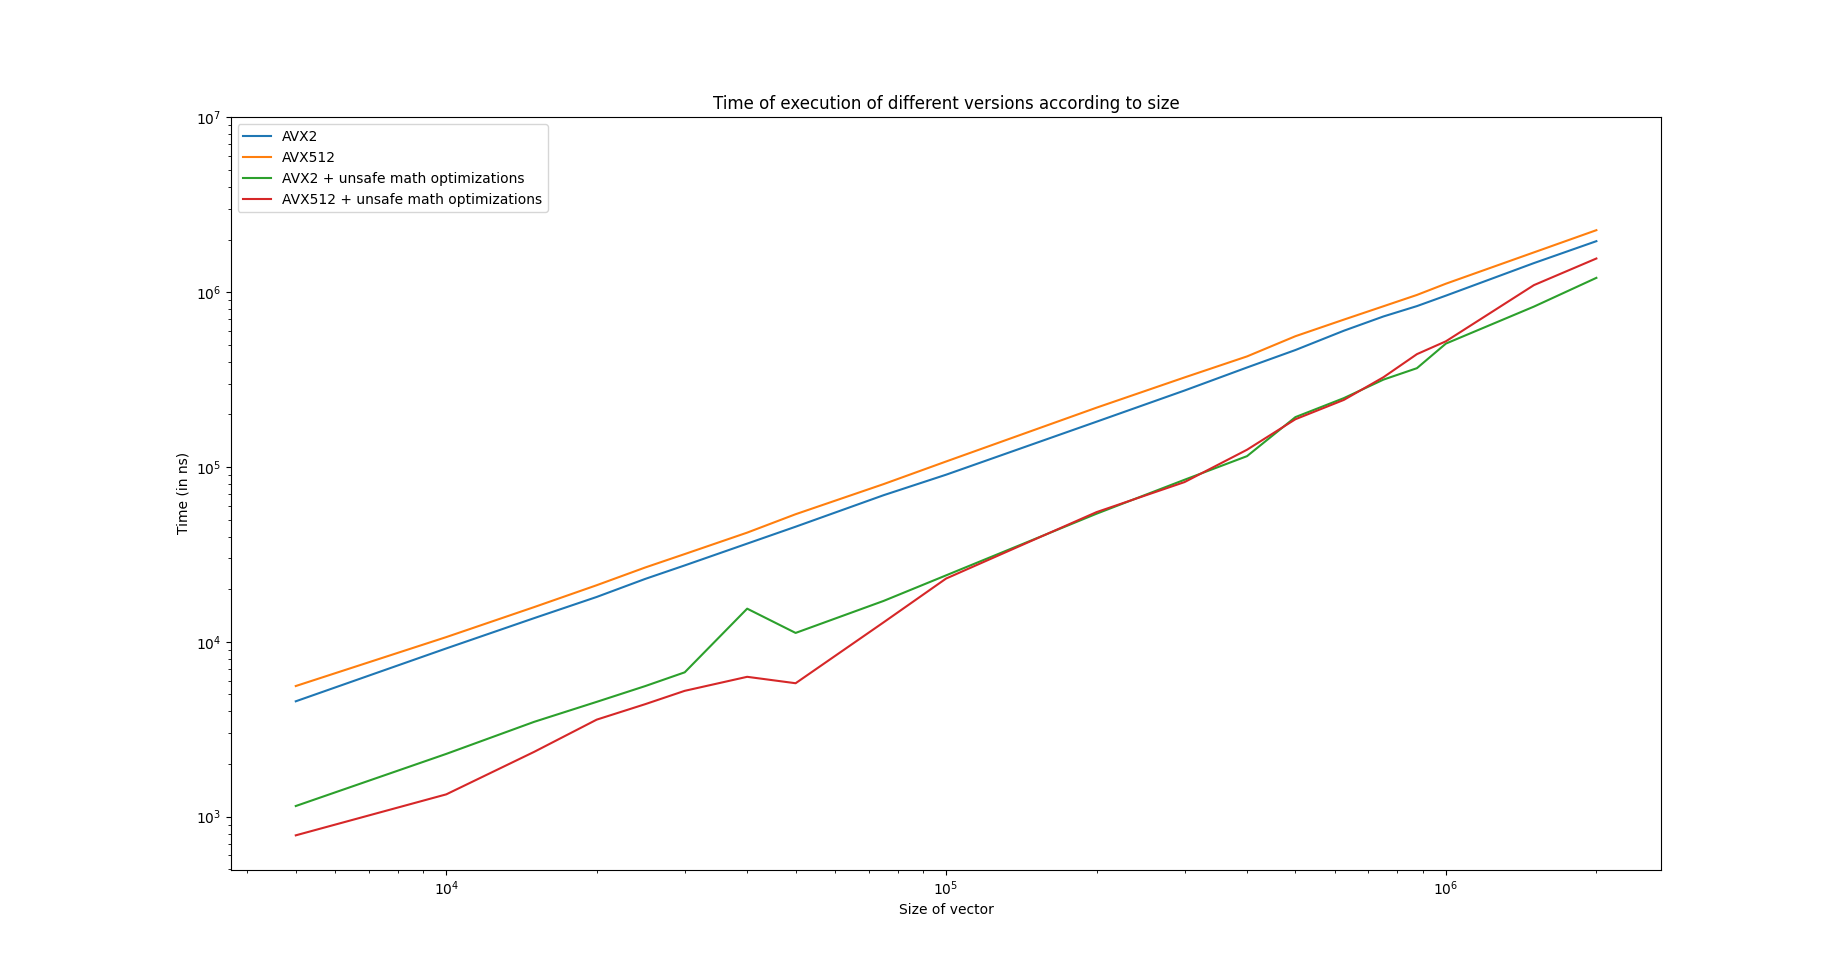 Time of execution of different versions according to size
10^7
AVX2
AVX512
AVX2 + unsafe math optimizations
AVX512 + unsafe math optimizations
10^6
Time (in ns)
10^5
10^4
10^3
10^4 10^5 10^6
Size of vector